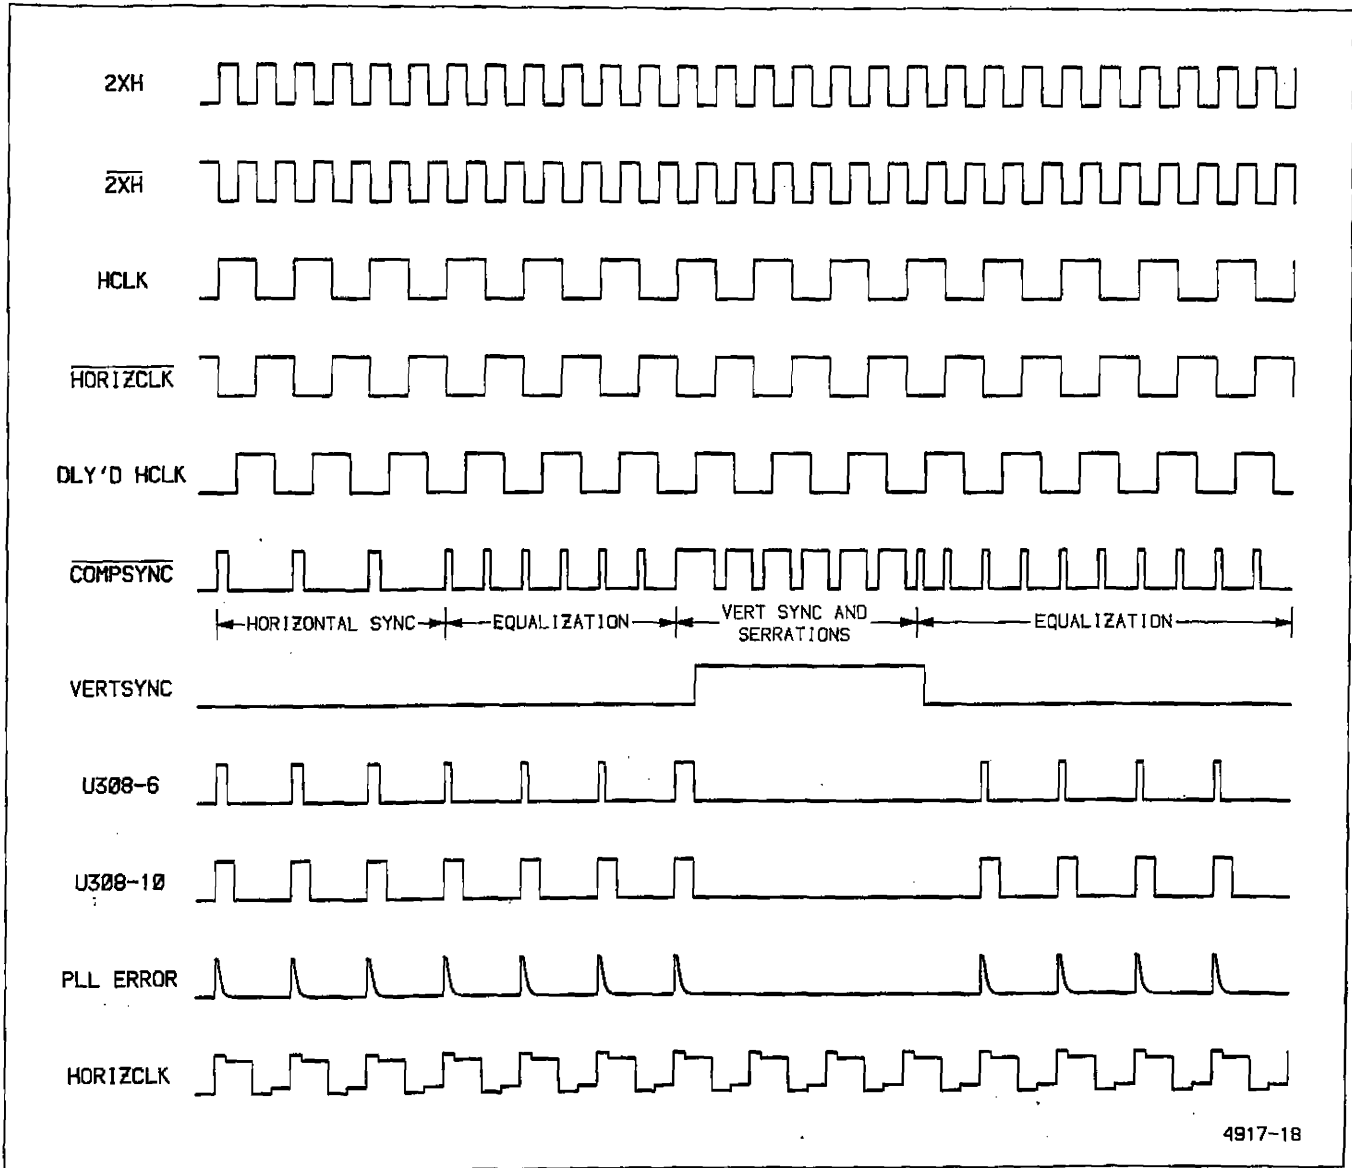 2XH
2XH
HCLK
HORIZCLK
DLY'D HCLK
COMPSYNC
HORIZONTAL SYNC
EQUALIZATION
VERT SYNC AND
SERRATIONS
EQUALIZATION
VERTSYNC
U308-6
U308-10
PLL ERROR
HORIZCLK
4917-18